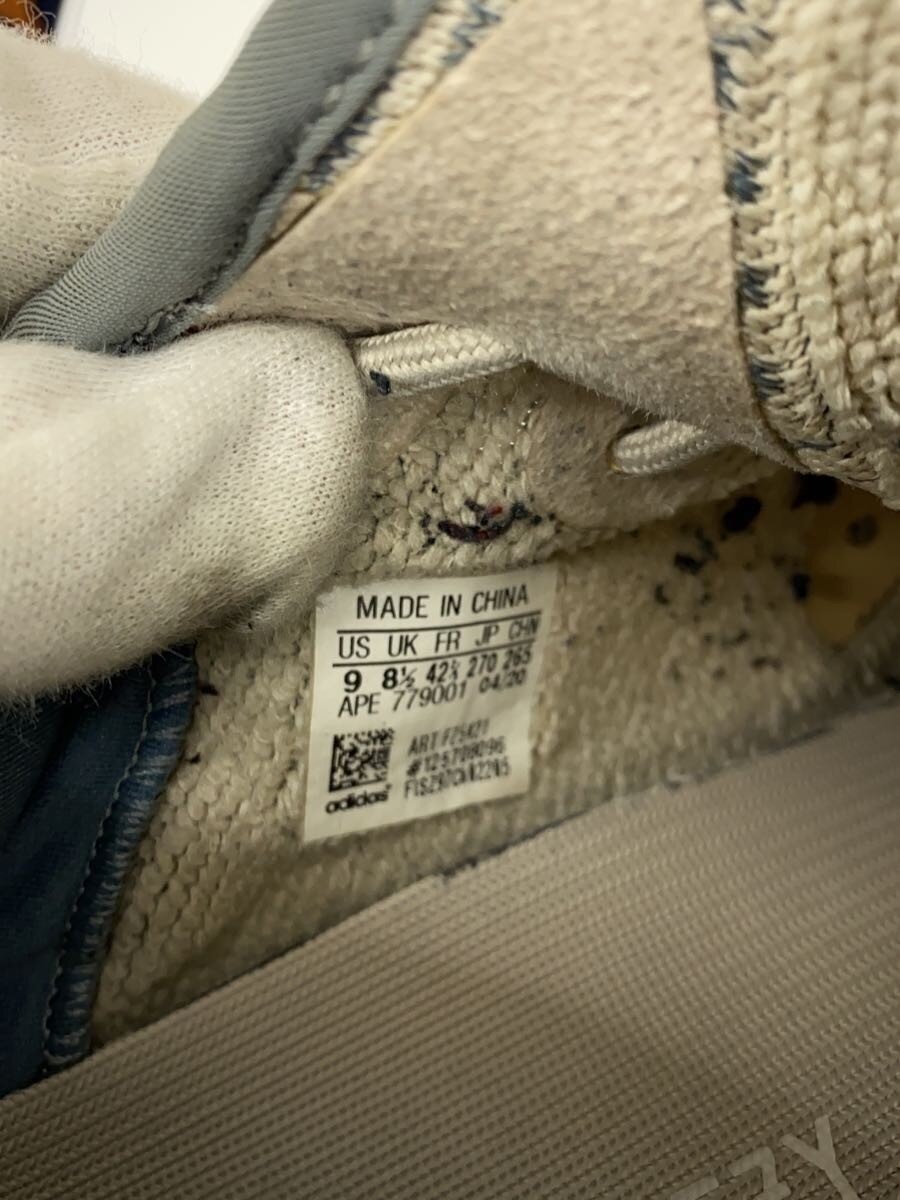 MADE IN CHINA
US UK FR JP CHN
9 8½ 42⅔ 270 265
APE 779001 04/20
ART FZ5421
adidas
EZY